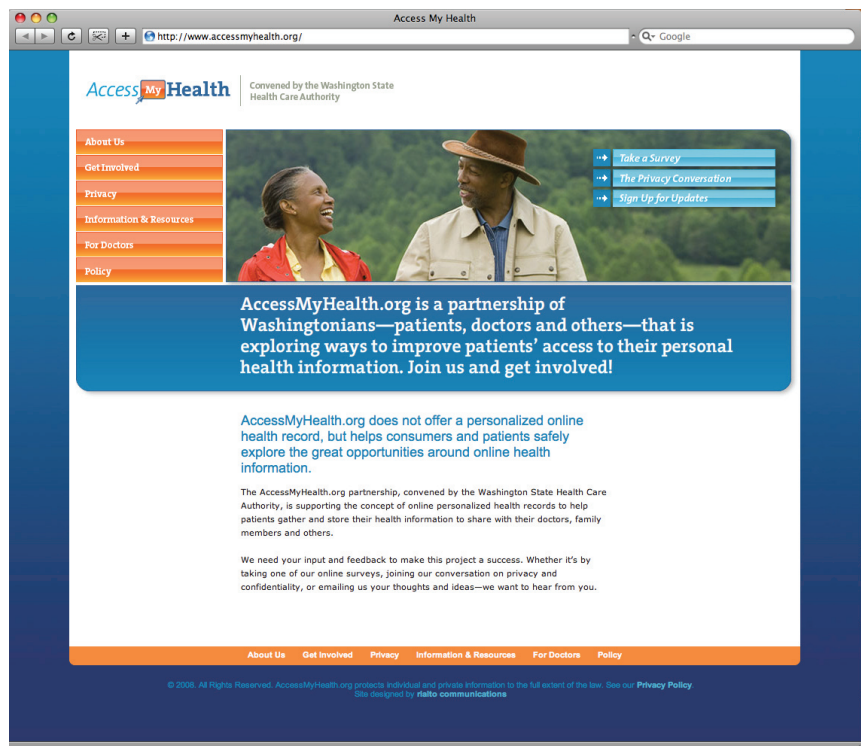 Access My Health
http://www.accessmyhealth.org/
Google
Access My Health
Convened by the Washington State
Health Care Authority
About Us
Get Involved
Privacy
Information & Resources
For Doctors
Policy
Take a Survey
The Privacy Conversation
Sign Up for Updates
AccessMyHealth.org is a partnership of
Washingtonians—patients, doctors and others—that is
exploring ways to improve patients’ access to their personal
health information. Join us and get involved!
AccessMyHealth.org does not offer a personalized online
health record, but helps consumers and patients safely
explore the great opportunities around online health
information.
The AccessMyHealth.org partnership, convened by the Washington State Health Care
Authority, is supporting the concept of online personalized health records to help
patients gather and store their health information to share with their doctors, family
members and others.
We need your input and feedback to make this project a success. Whether it’s by
taking one of our online surveys, joining our conversation on privacy and
confidentiality, or emailing us your thoughts and ideas—we want to hear from you.
About Us Get Involved Privacy Information & Resources For Doctors Policy
© 2008. All Rights Reserved. AccessMyHealth.org protects individual and private information to the full extent of the law. See our Privacy Policy
Site designed by rialto communications